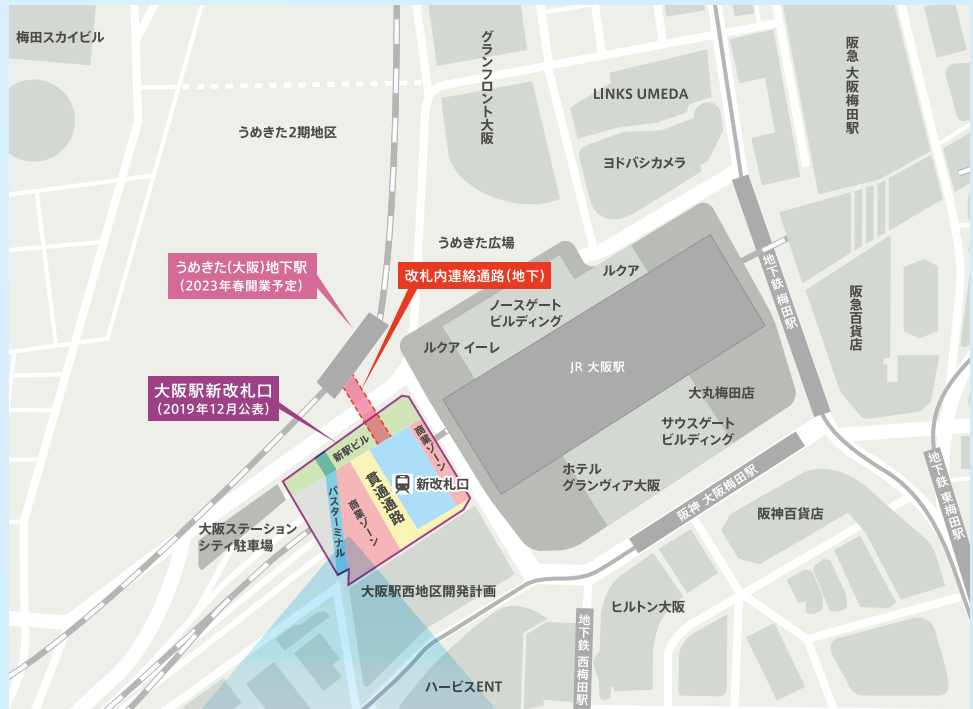 梅田スカイビル
グランフロント大阪
阪急 大阪梅田駅
LINKS UMEDA
うめきた2期地区
ヨドバシカメラ
うめきた広場
うめきた(大阪)地下駅
(2023年春開業予定)
改札内連絡通路(地下)
ルクア
地下鉄 梅田駅
ノースゲート
ビルディング
阪急百貨店
ルクア イーレ
JR 大阪駅
大阪駅新改札口
(2019年12月公表)
大丸梅田店
サウスゲート
ビルディング
新駅ビル
商業ゾーン
貫通通路
新改札口
バスターミナル
商業ゾーン
ホテル
グランヴィア大阪
阪神 大阪梅田駅
地下鉄 東梅田駅
阪神百貨店
大阪ステーション
シティ駐車場
大阪駅西地区開発計画
ヒルトン大阪
地下鉄 西梅田駅
ハービスENT